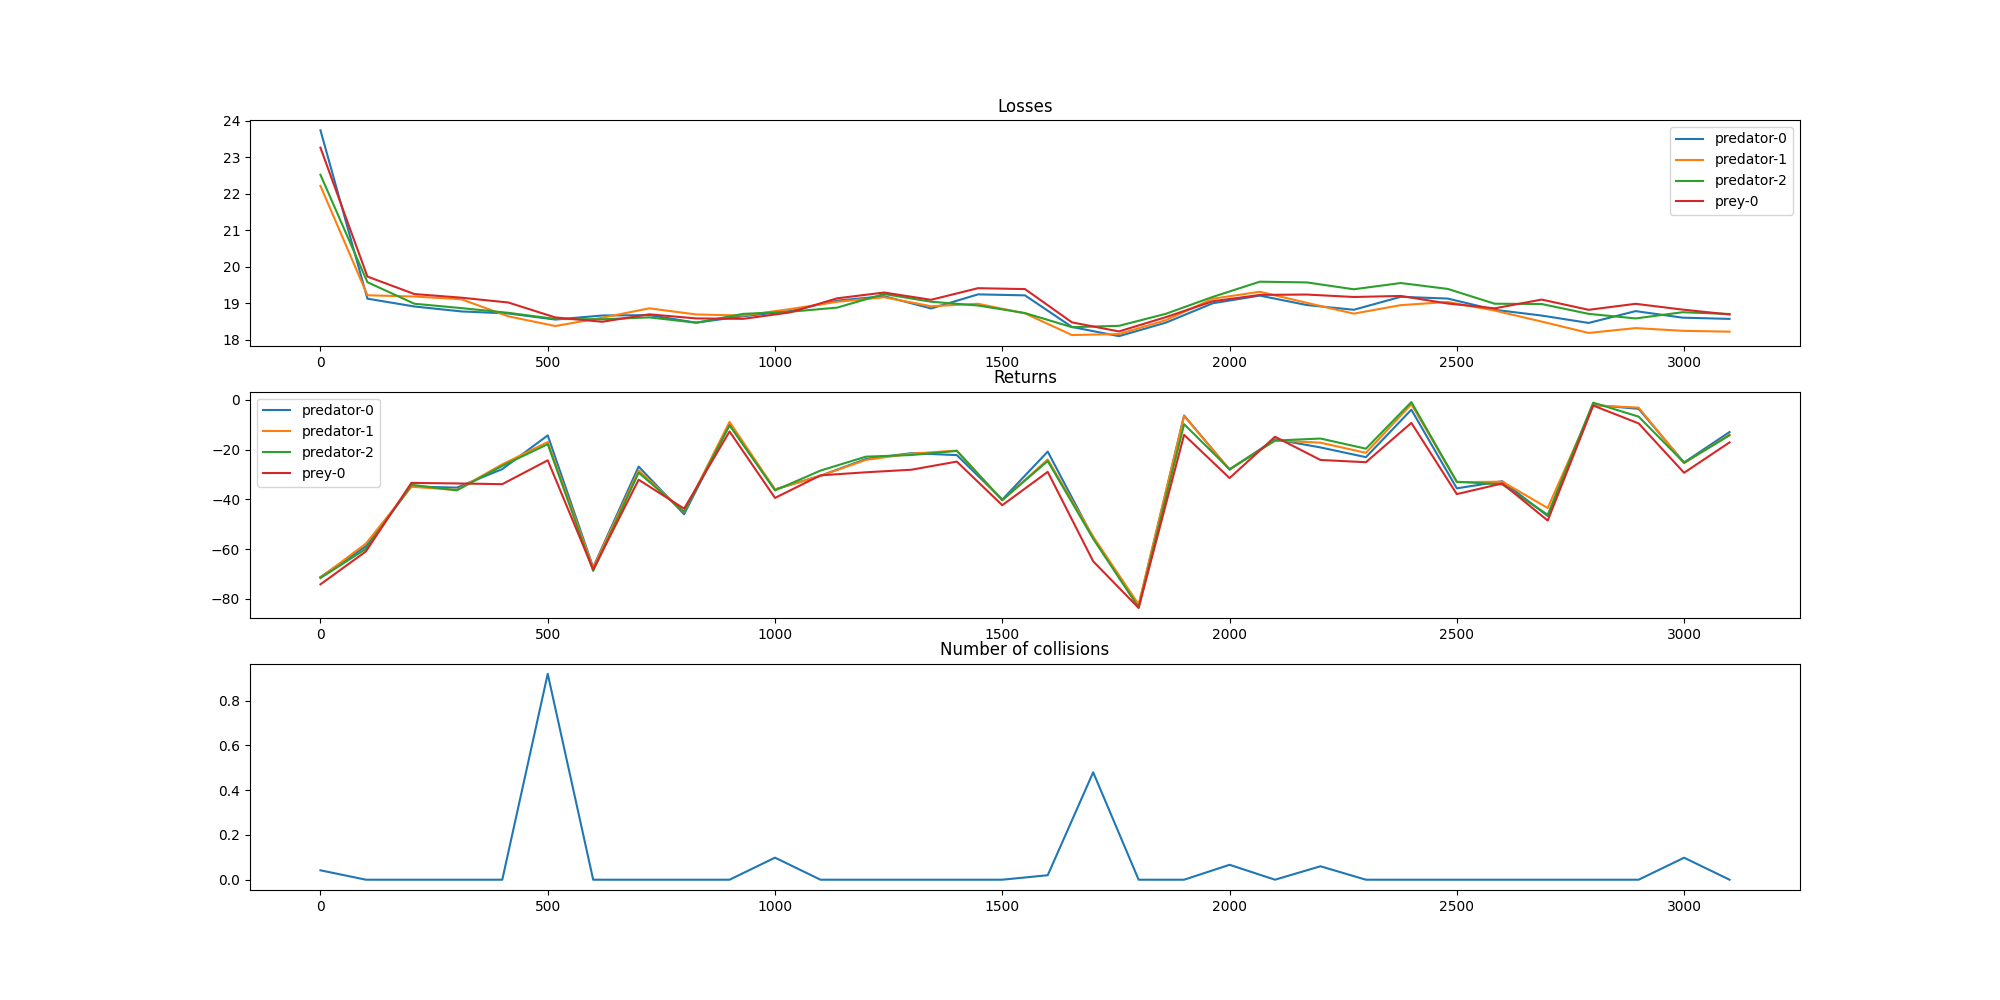 Losses
24
23
22
21
20
19
18
predator-0
predator-1
predator-2
prey-0
0 500 1000 1500 2000 2500 3000
Returns
0
−20
−40
−60
−80
predator-0
predator-1
predator-2
prey-0
0 500 1000 1500 2000 2500 3000
Number of collisions
0.8
0.6
0.4
0.2
0.0
0 500 1000 1500 2000 2500 3000